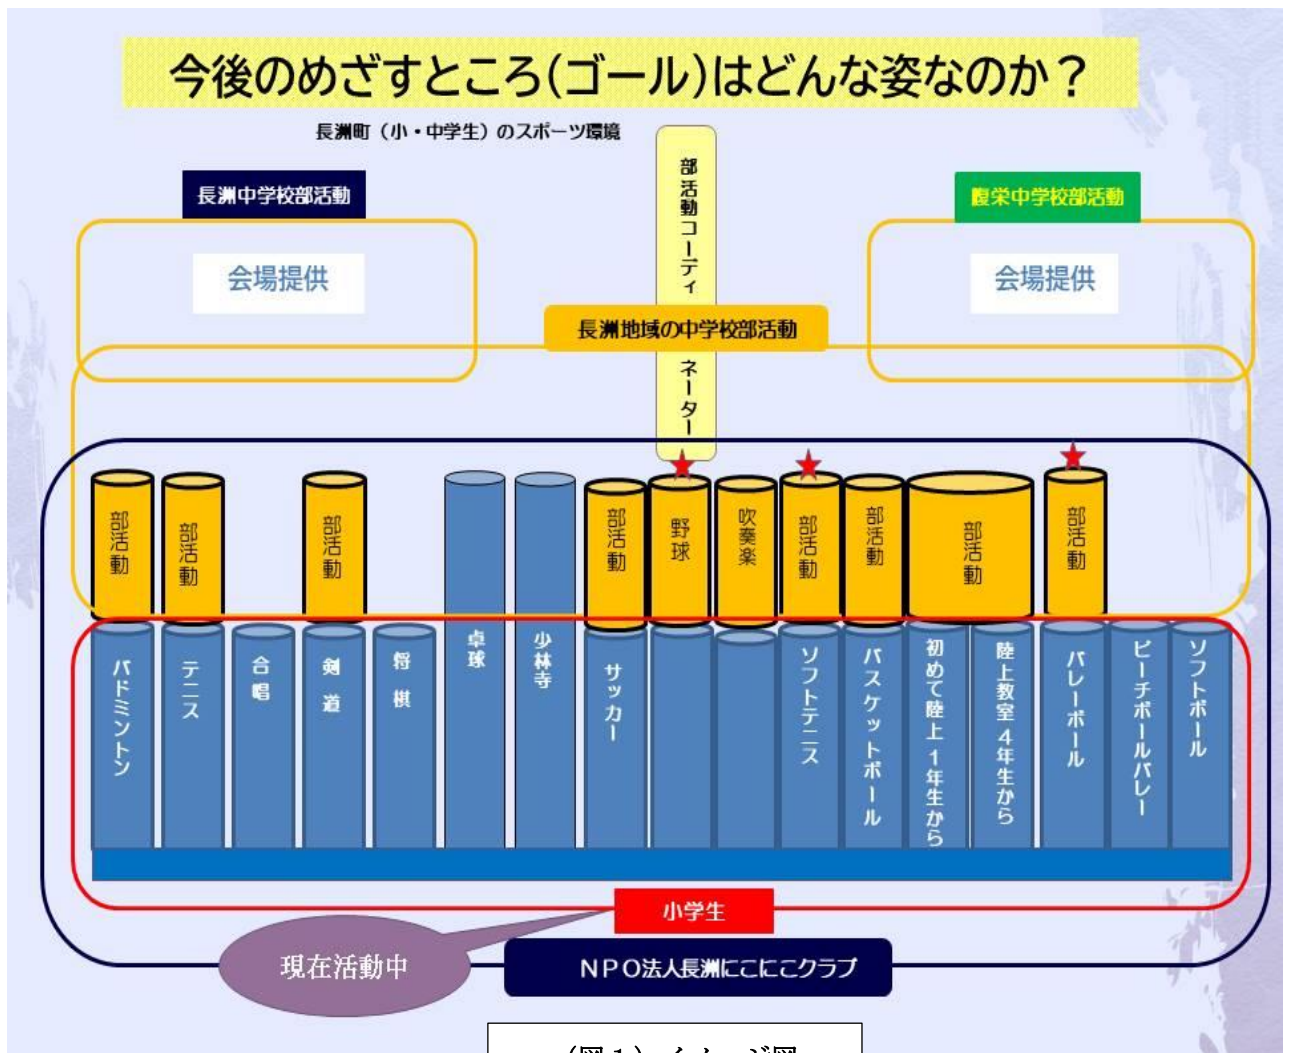 今後のめざすところ(ゴール)はどんな姿なのか？
長洲町（小・中学生）のスポーツ環境
長洲中学校部活動
部活動コーディネーター
腹栄中学校部活動
会場提供
会場提供
長洲地域の中学校部活動
部活動
部活動
部活動
部活動
野球
吹奏楽
部活動
部活動
部活動
部活動
バドミントン
テニス
合唱
剣道
将棋
卓球
少林寺
サッカー
ソフトテニス
バスケットボール
初めて陸上 1年生から
陸上教室 4年生から
バレーボール
ビーチボールバレー
ソフトボール
小学生
現在活動中
NPO法人長洲にこにこクラブ
（図１）イメージ図